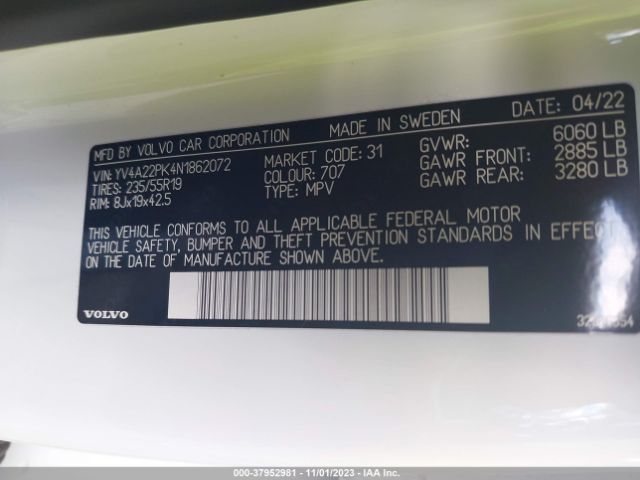 DATE: 04/22
MFD BY VOLVO CAR CORPORATION MADE IN SWEDEN
VIN: YV4A22PK4N1862072 MARKET CODE: 31 GVWR: 6060 LB
TIRES: 235/55R19 COLOUR: 707 GAWR FRONT: 2885 LB
RIM: 8Jx19x42.5 TYPE: MPV GAWR REAR: 3280 LB
THIS VEHICLE CONFORMS TO ALL APPLICABLE FEDERAL MOTOR
VEHICLE SAFETY, BUMPER AND THEFT PREVENTION STANDARDS IN EFFECT
ON THE DATE OF MANUFACTURE SHOWN ABOVE.
VOLVO
000-37952981 - 11/01/2023 - IAAI.COM